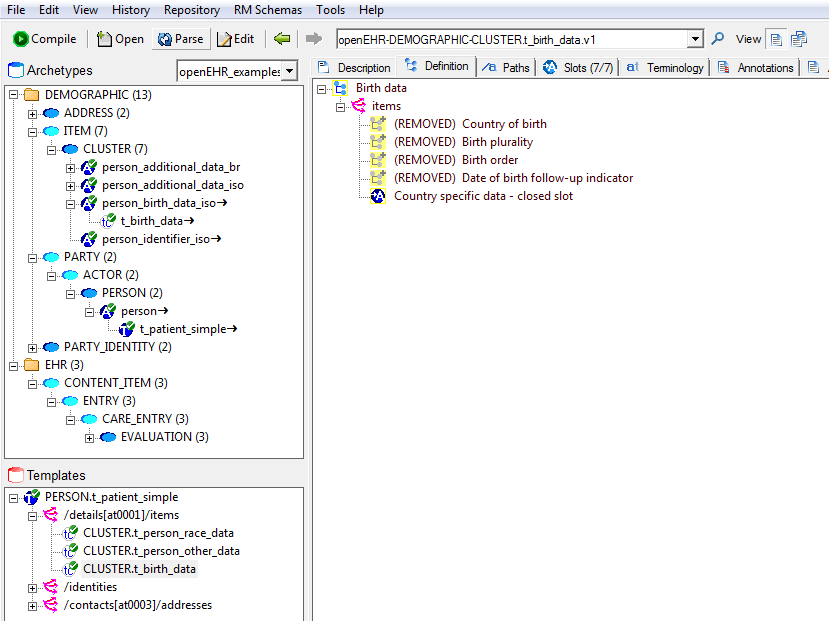 File Edit View History Repository RM Schemas Tools Help
Compile Open Parse Edit openEHR-DEMOGRAPHIC-CLUSTER.t_birth_data.v1 View
Archetypes openEHR_examples
Description Definition Paths Slots (7/7) Terminology Annotations
DEMOGRAPHIC (13)
ADDRESS (2)
ITEM (7)
CLUSTER (7)
person_additional_data_br
person_additional_data_iso
person_birth_data_iso→
t_birth_data→
person_identifier_iso→
PARTY (2)
ACTOR (2)
PERSON (2)
person→
t_patient_simple→
PARTY_IDENTITY (2)
EHR (3)
CONTENT_ITEM (3)
ENTRY (3)
CARE_ENTRY (3)
EVALUATION (3)
Birth data
items
(REMOVED) Country of birth
(REMOVED) Birth plurality
(REMOVED) Birth order
(REMOVED) Date of birth follow-up indicator
Country specific data - closed slot
Templates
PERSON.t_patient_simple
/details[at0001]/items
CLUSTER.t_person_race_data
CLUSTER.t_person_other_data
CLUSTER.t_birth_data
/identities
/contacts[at0003]/addresses